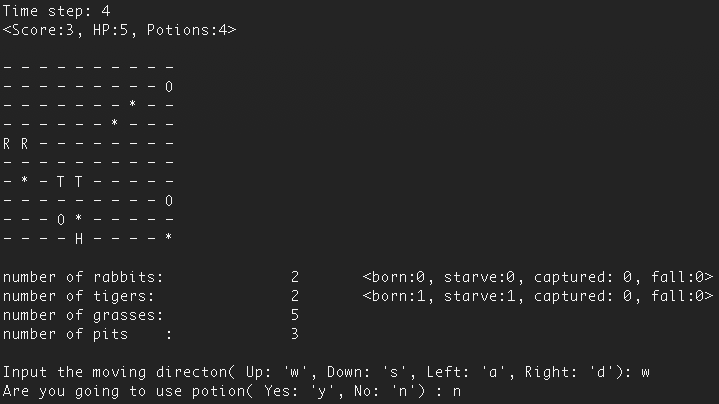 Time step: 4
<Score:3, HP:5, Potions:4>
- - - - - - - - - -
- - - - - - - - - O
- - - - - - - * - -
- - - - - - * - - -
R R - - - - - - - -
- - - - - - - - - -
- * - T T - - - - -
- - - - - - - - - O
- - - O * - - - - -
- - - - H - - - - *
number of rabbits: 2 <born:0, starve:0, captured: 0, fall:0>
number of tigers: 2 <born:1, starve:1, captured: 0, fall:0>
number of grasses: 5
number of pits : 3
Input the moving directon( Up: 'w', Down: 's', Left: 'a', Right: 'd'): w
Are you going to use potion( Yes: 'y', No: 'n') : n